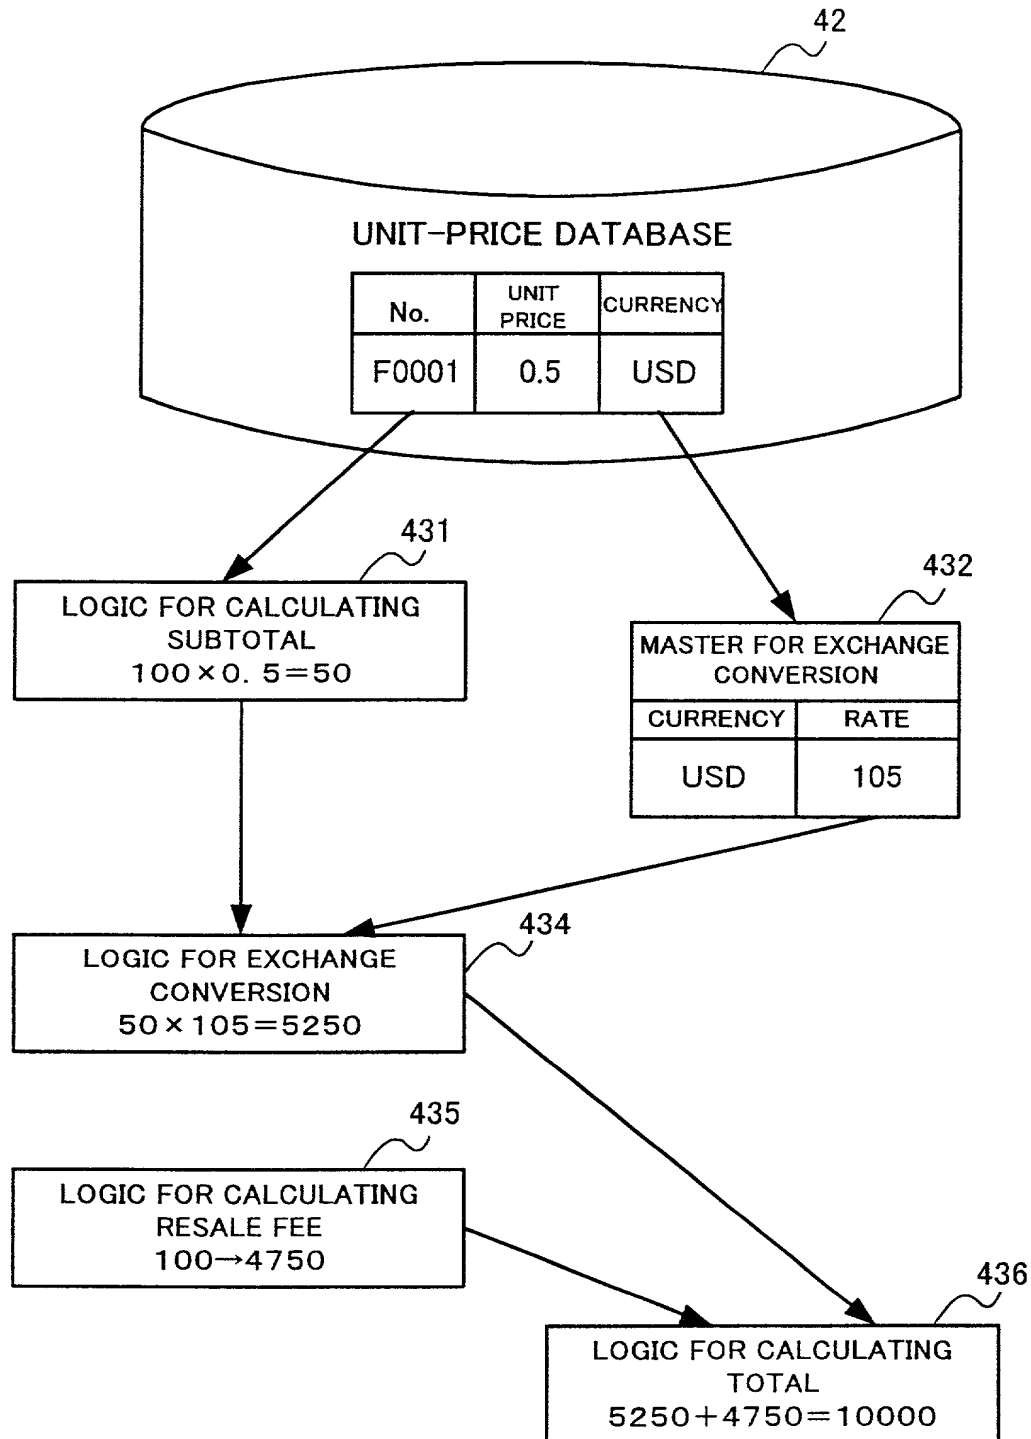 42
UNIT-PRICE DATABASE
No.
UNIT
PRICE
CURRENCY
F0001
0.5
USD
431
LOGIC FOR CALCULATING
SUBTOTAL
100×0. 5=50
432
MASTER FOR EXCHANGE
CONVERSION
CURRENCY
RATE
USD
105
434
LOGIC FOR EXCHANGE
CONVERSION
50×105=5250
435
LOGIC FOR CALCULATING
RESALE FEE
100→4750
436
LOGIC FOR CALCULATING
TOTAL
5250+4750=10000